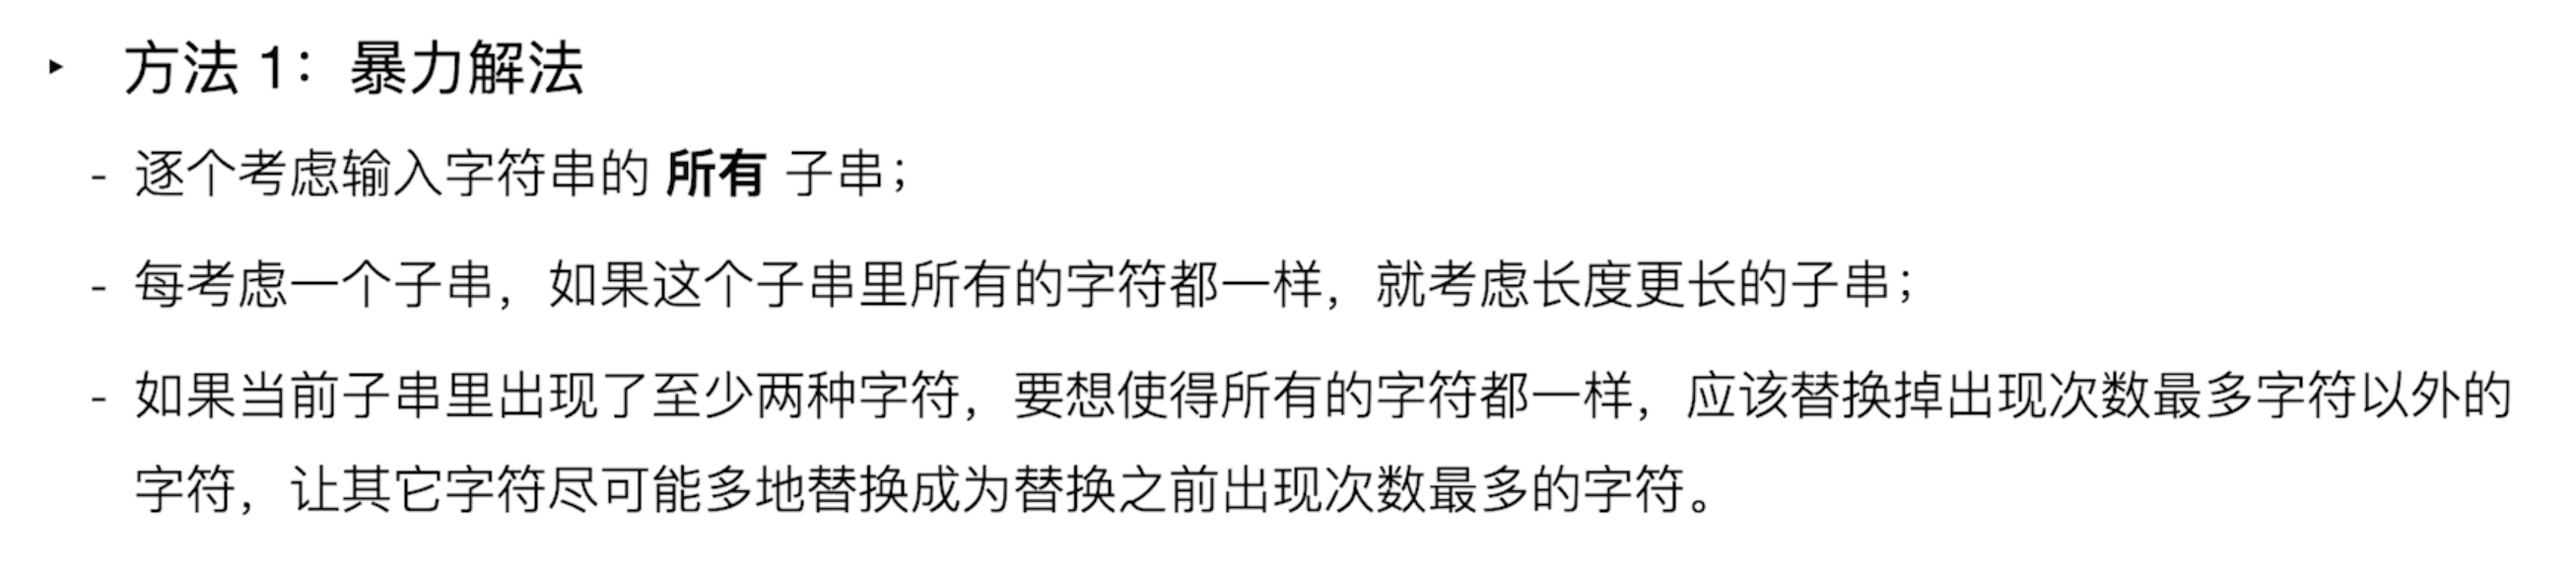 ‣ 方法 1：暴力解法
- 逐个考虑输入字符串的 所有 子串；
- 每考虑一个子串，如果这个子串里所有的字符都一样，就考虑长度更长的子串；
- 如果当前子串里出现了至少两种字符，要想使得所有的字符都一样，应该替换掉出现次数最多字符以外的
字符，让其它字符尽可能多地替换成为替换之前出现次数最多的字符。